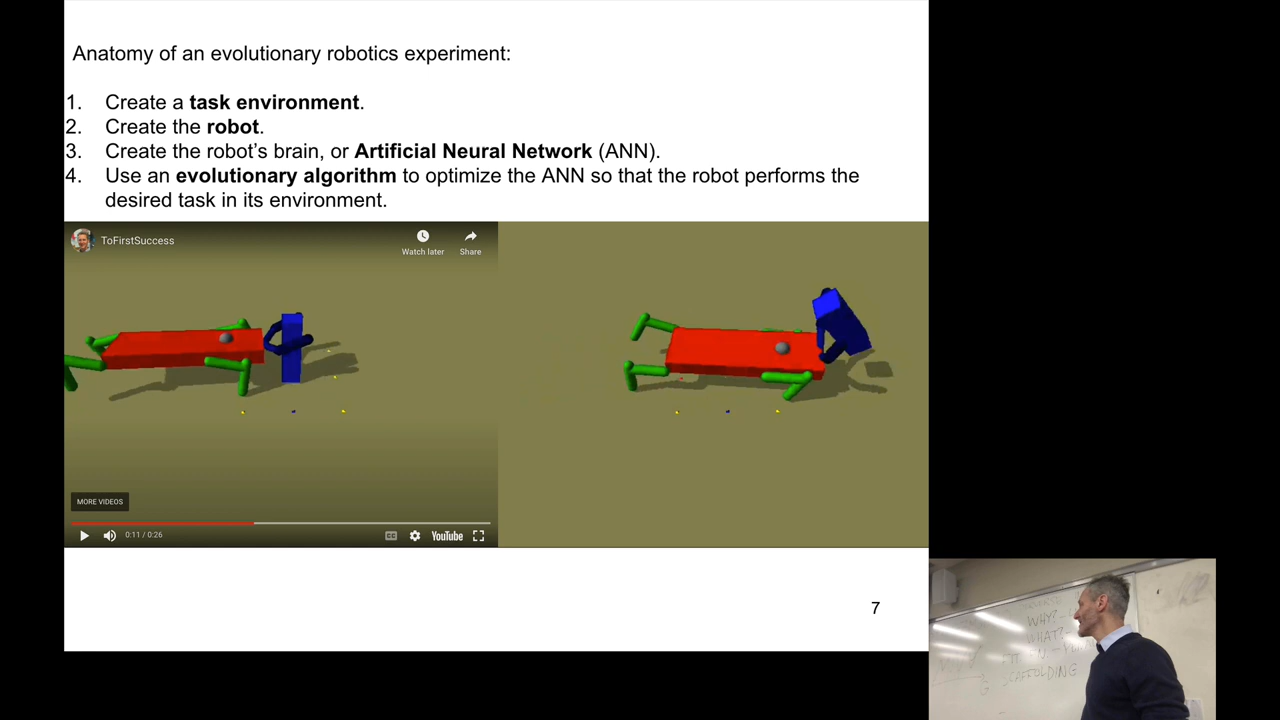 Anatomy of an evolutionary robotics experiment:
1. Create a task environment.
2. Create the robot.
3. Create the robot's brain, or Artificial Neural Network (ANN).
4. Use an evolutionary algorithm to optimize the ANN so that the robot performs the
desired task in its environment.
ToFirstSuccess
Watch later
Share
MORE VIDEOS
0:11 / 0:26
CC
YouTube
7
WHY?
WHAT?
SCAFFOLDING